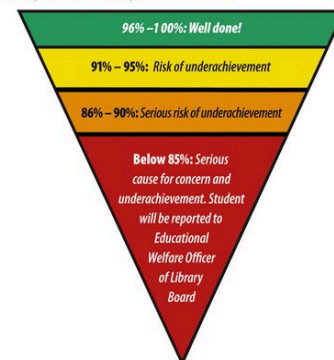 96% –1 00%: Well done!
91% – 95%: Risk of underachievement
86% – 90%: Serious risk of underachievement
Below 85%: Serious
cause for concern and
underachievement. Student
will be reported to
Educational
Welfare Officer
of Library
Board